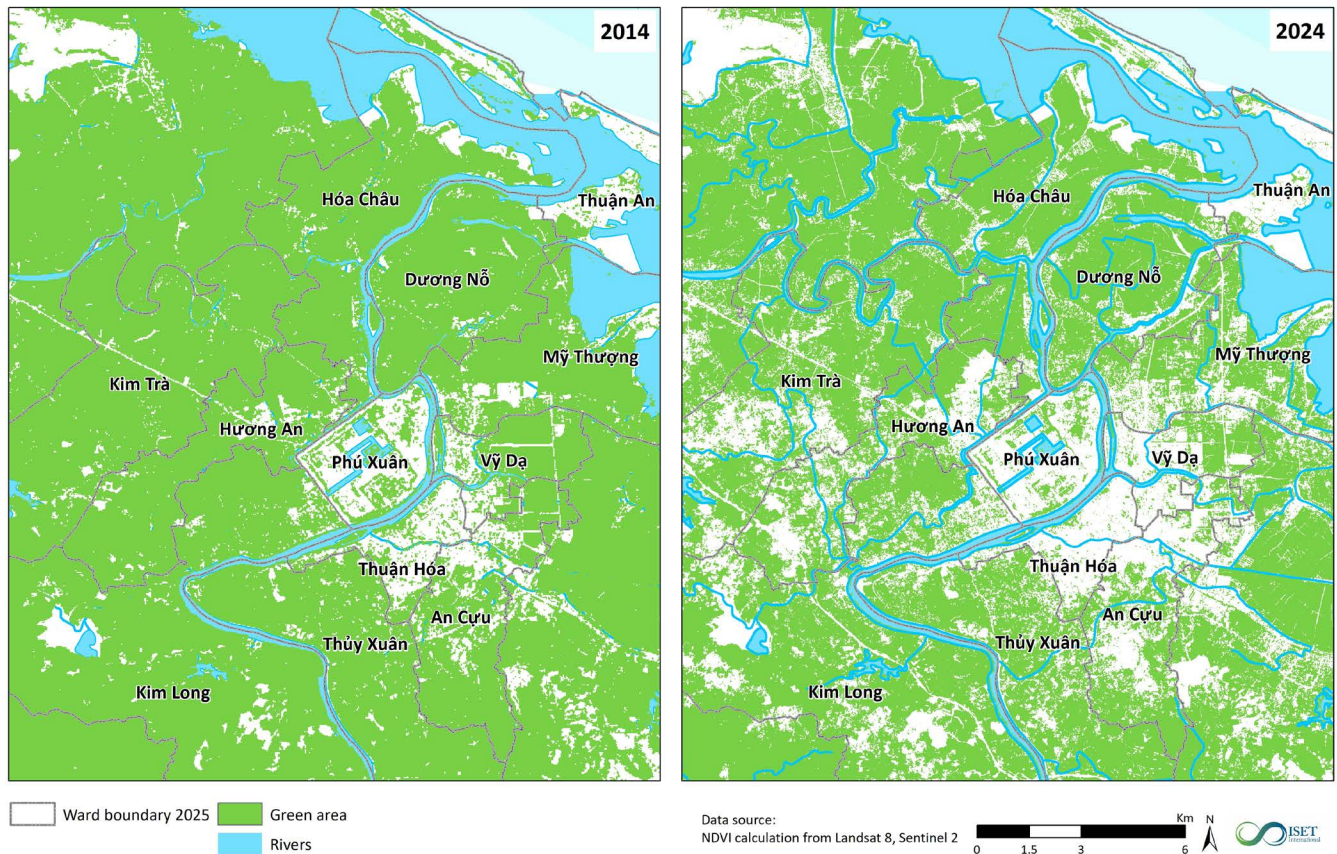 2014
Hóa Châu
Thuận An
Dương Nỗ
Mỹ Thượng
Kim Trà
Hương An
Phú Xuân
Vỹ Dạ
Thuận Hóa
An Cựu
Thủy Xuân
Kim Long
2024
Thuận An
Hóa Châu
Dương Nỗ
Mỹ Thượng
Kim Trà
Hương An
Phú Xuân
Vỹ Dạ
Thuận Hóa
An Cựu
Thủy Xuân
Kim Long
Ward boundary 2025
Green area
Rivers
Data source:
NDVI calculation from Landsat 8, Sentinel 2
Km
0 1.5 3 6
N
ISET
International